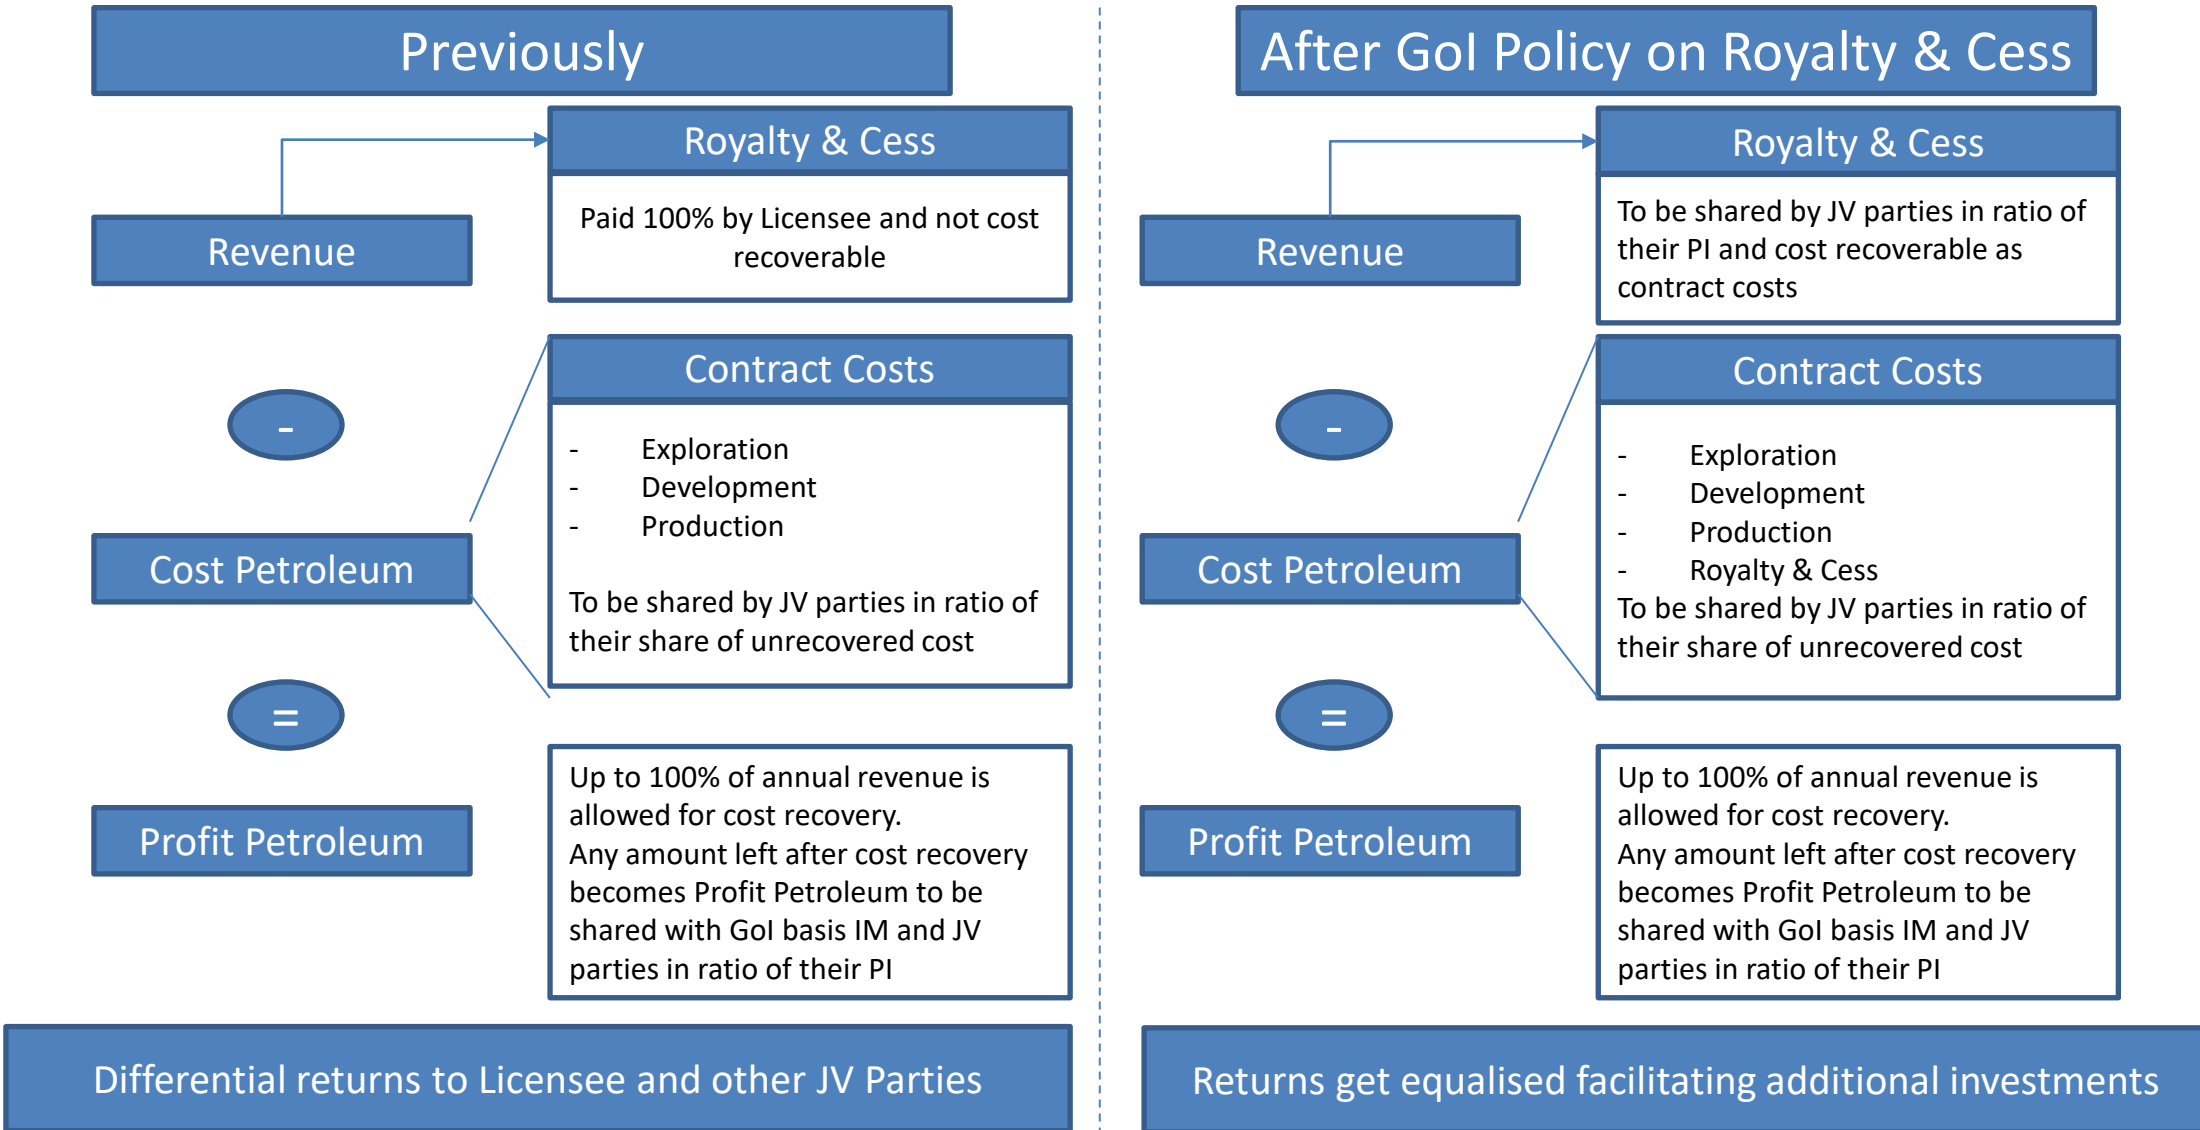 Previously
Royalty & Cess
Paid 100% by Licensee and not cost
recoverable
Revenue
Contract Costs
-
- Exploration
- Development
- Production
To be shared by JV parties in ratio of
their share of unrecovered cost
Cost Petroleum
=
Profit Petroleum
Up to 100% of annual revenue is
allowed for cost recovery.
Any amount left after cost recovery
becomes Profit Petroleum to be
shared with GoI basis IM and JV
parties in ratio of their PI
Differential returns to Licensee and other JV Parties
After GoI Policy on Royalty & Cess
Royalty & Cess
To be shared by JV parties in ratio of
their PI and cost recoverable as
contract costs
Revenue
Contract Costs
-
- Exploration
- Development
- Production
- Royalty & Cess
To be shared by JV parties in ratio of
their share of unrecovered cost
Cost Petroleum
=
Profit Petroleum
Up to 100% of annual revenue is
allowed for cost recovery.
Any amount left after cost recovery
becomes Profit Petroleum to be
shared with GoI basis IM and JV
parties in ratio of their PI
Returns get equalised facilitating additional investments